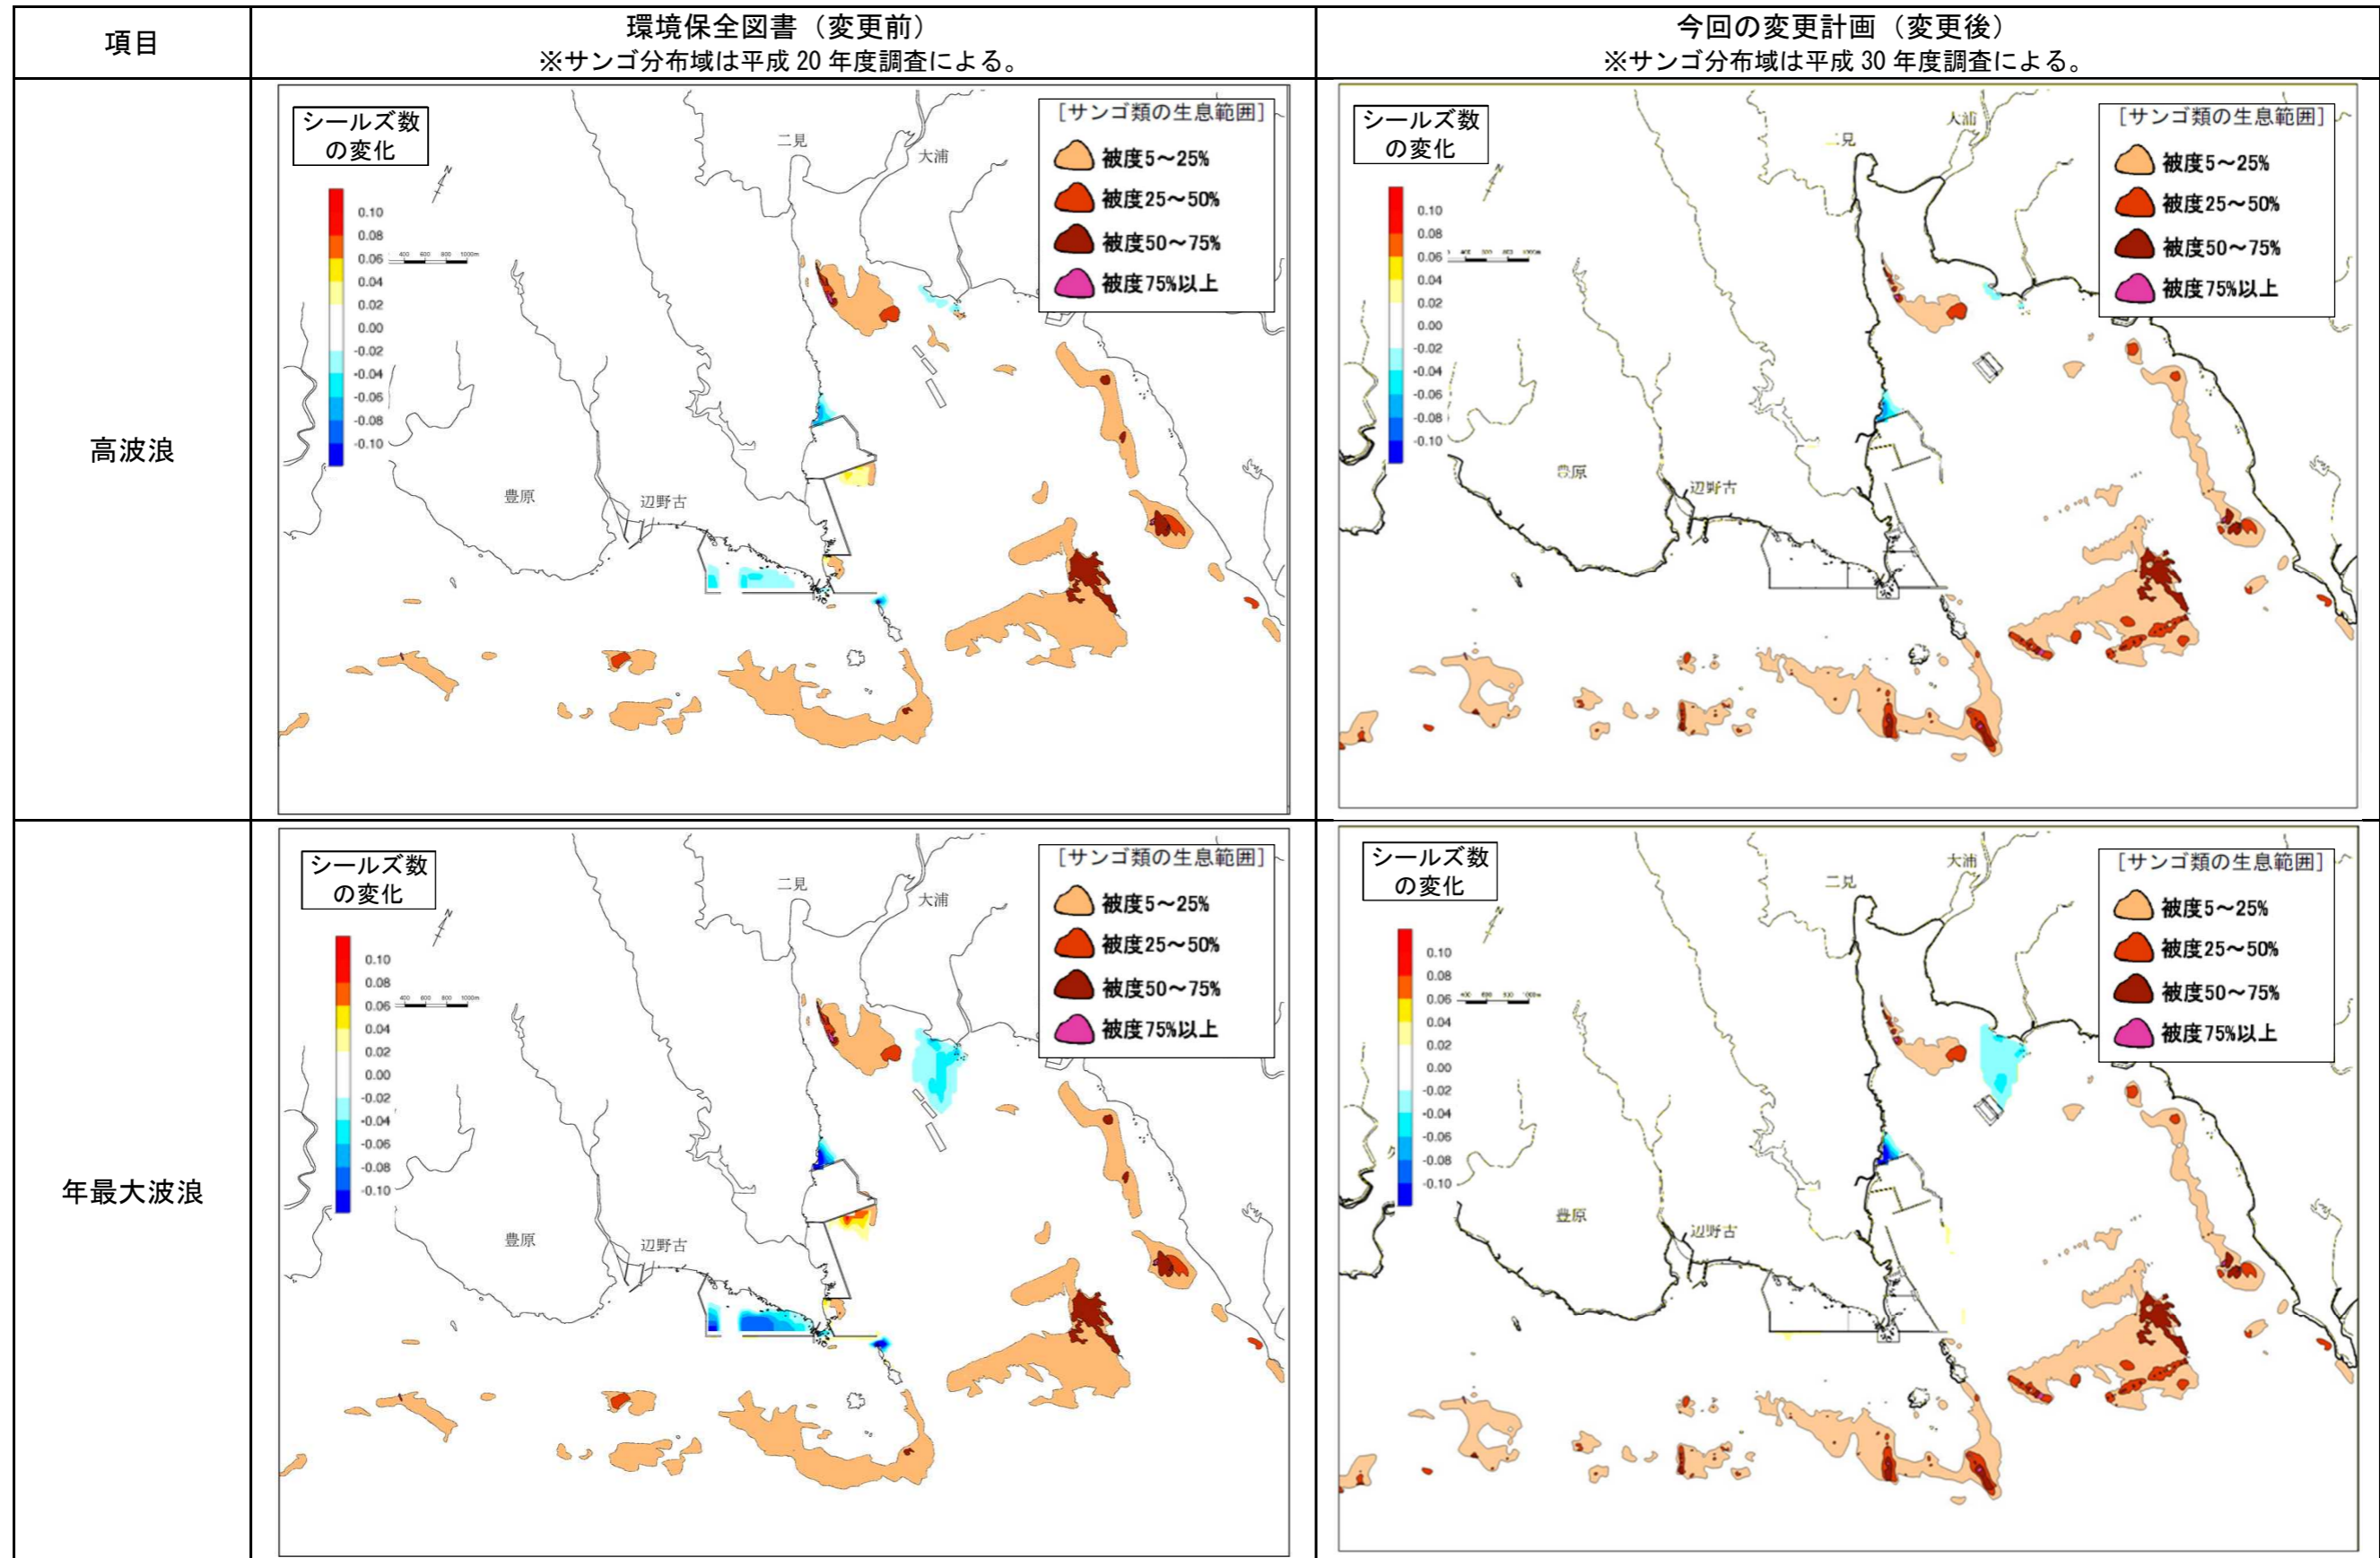 項目
環境保全図書（変更前）
※サンゴ分布域は平成 20 年度調査による。
今回の変更計画（変更後）
※サンゴ分布域は平成 30 年度調査による。
高波浪
シールズ数
の変化
0.10
0.08
0.06
0.04
0.02
0.00
-0.02
-0.04
-0.06
-0.08
-0.10
N
400 600 800 1000m
二見
大浦
豊原
辺野古
[サンゴ類の生息範囲]
被度5～25%
被度25～50%
被度50～75%
被度75%以上
シールズ数
の変化
0.10
0.08
0.06
0.04
0.02
0.00
-0.02
-0.04
-0.06
-0.08
-0.10
二見
大浦
豊原
辺野古
[サンゴ類の生息範囲]
被度5～25%
被度25～50%
被度50～75%
被度75%以上
年最大波浪
シールズ数
の変化
0.10
0.08
0.06
0.04
0.02
0.00
-0.02
-0.04
-0.06
-0.08
-0.10
N
400 600 800 1000m
二見
大浦
豊原
辺野古
[サンゴ類の生息範囲]
被度5～25%
被度25～50%
被度50～75%
被度75%以上
シールズ数
の変化
0.10
0.08
0.06
0.04
0.02
0.00
-0.02
-0.04
-0.06
-0.08
-0.10
二見
大浦
豊原
辺野古
[サンゴ類の生息範囲]
被度5～25%
被度25～50%
被度50～75%
被度75%以上